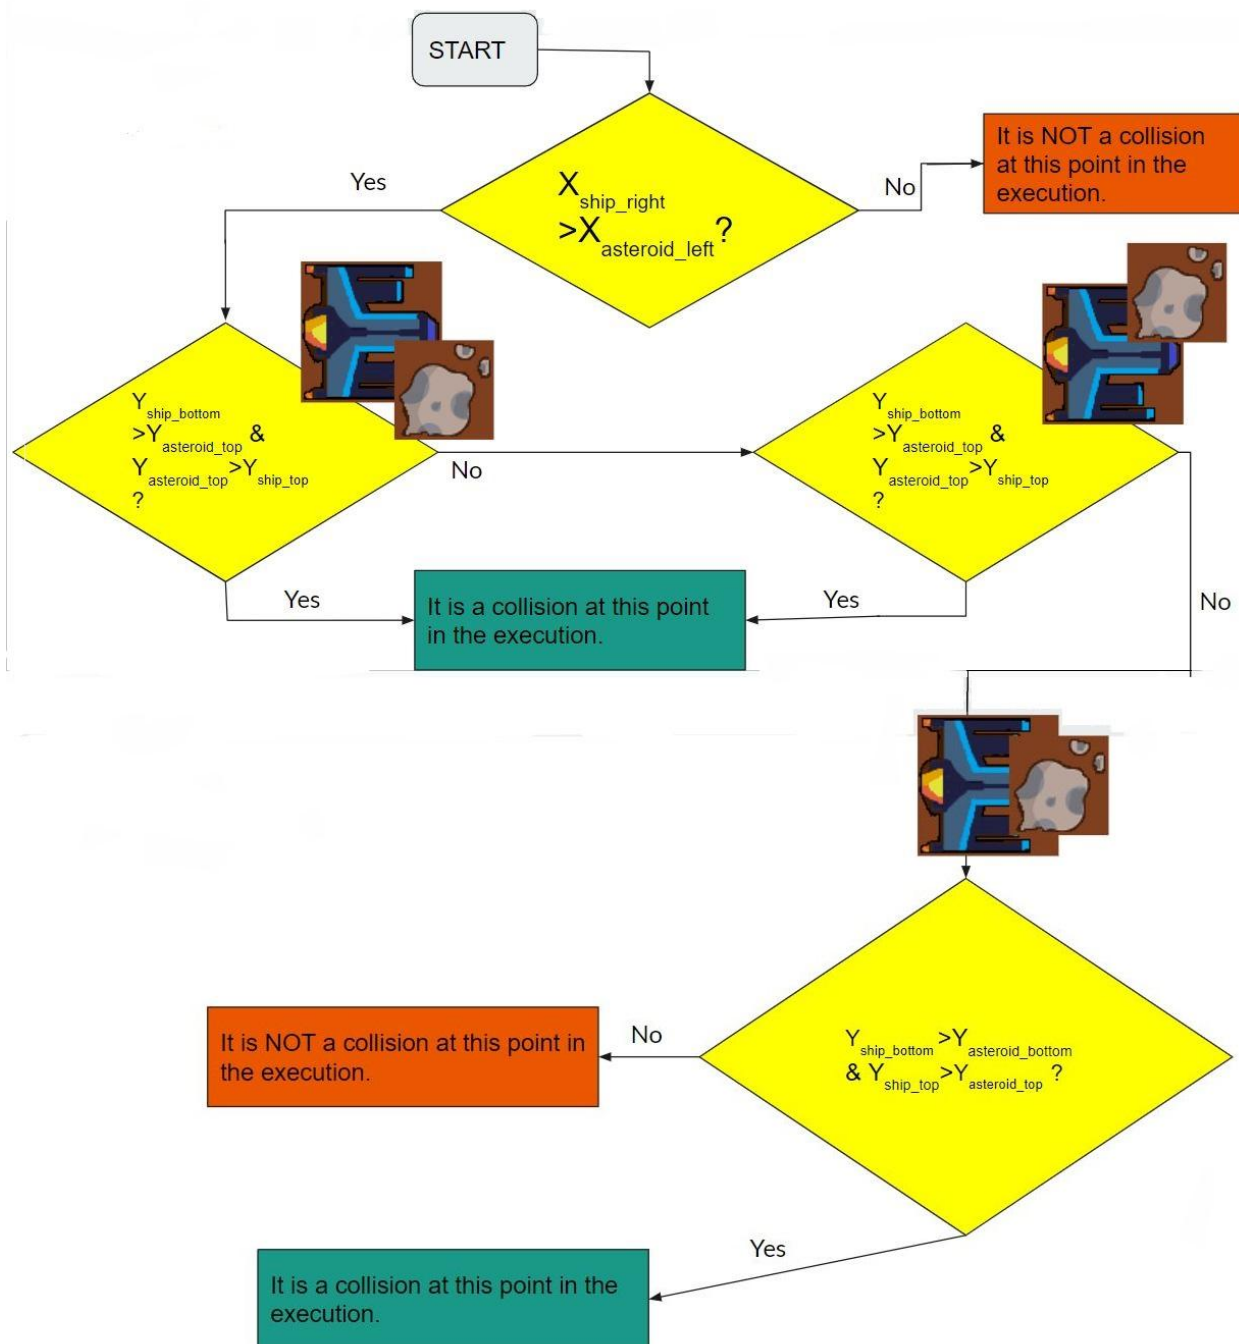 START
It is NOT a collision
at this point in the
execution.
Yes
No
X ship_right
>X asteroid_left ?
Y ship_bottom
>Y asteroid_top &
Y asteroid_top >Y ship_top
?
No
Y ship_bottom
>Y asteroid_top &
Y asteroid_top >Y ship_top
?
Yes
It is a collision at this point
in the execution.
Yes
No
It is NOT a collision at this point in
the execution.
No
Y ship_bottom >Y asteroid_bottom
& Y ship_top >Y asteroid_top ?
Yes
It is a collision at this point in the
execution.